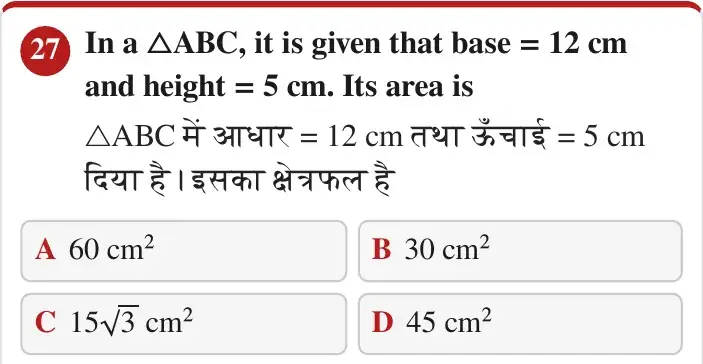 27 In a △ABC, it is given that base = 12 cm
and height = 5 cm. Its area is
△ABC में आधार = 12 cm तथा ऊँचाई = 5 cm
दिया है। इसका क्षेत्रफल है
A 60 cm²
B 30 cm²
C 15√3 cm²
D 45 cm²